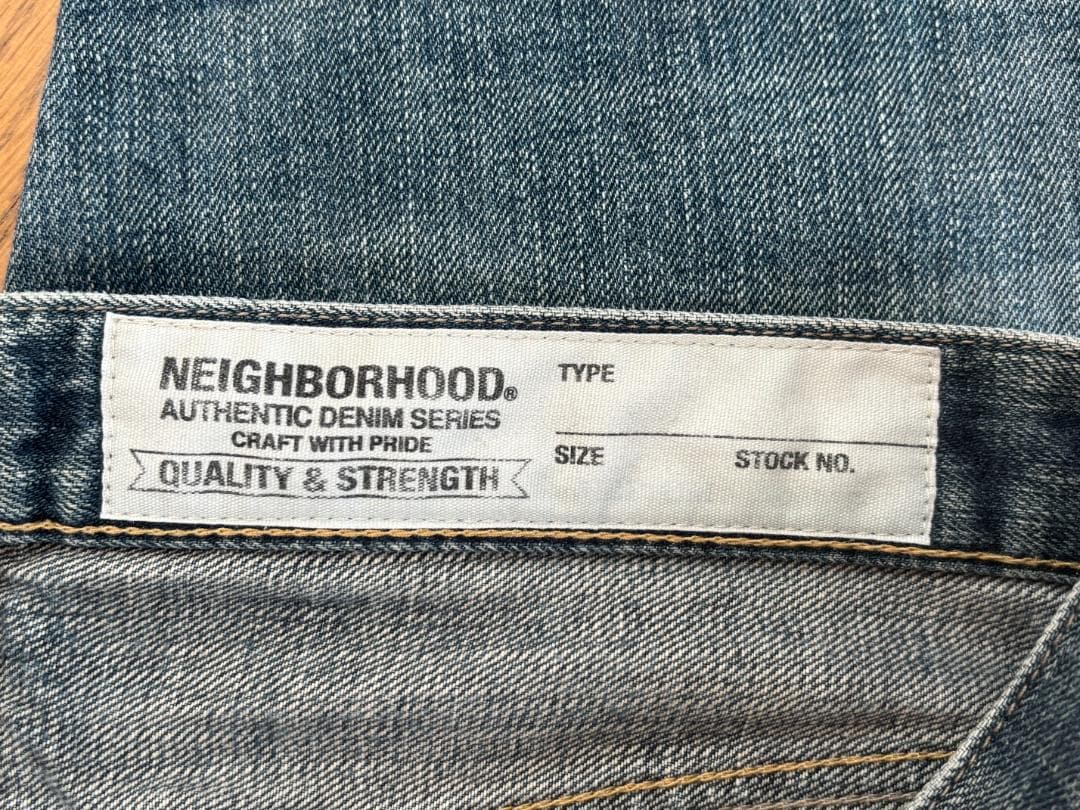 NEIGHBORHOOD®
AUTHENTIC DENIM SERIES
CRAFT WITH PRIDE
QUALITY & STRENGTH
TYPE
SIZE STOCK NO.